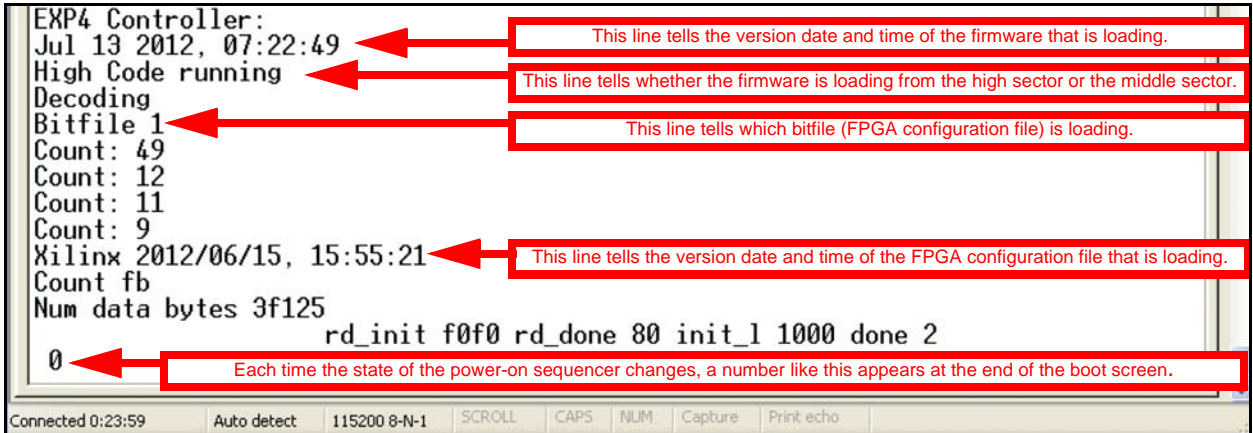 EXP4 Controller:
Jul 13 2012, 07:22:49
This line tells the version date and time of the firmware that is loading.
High Code running
This line tells whether the firmware is loading from the high sector or the middle sector.
Decoding
Bitfile 1
This line tells which bitfile (FPGA configuration file) is loading.
Count: 49
Count: 12
Count: 11
Count: 9
Xilinx 2012/06/15, 15:55:21
This line tells the version date and time of the FPGA configuration file that is loading.
Count fb
Num data bytes 3f125
rd_init f0f0 rd_done 80 init_l 1000 done 2
0
Each time the state of the power-on sequencer changes, a number like this appears at the end of the boot screen.
Connected 0:23:59 Auto detect 115200 8-N-1 SCROLL CAPS NUM Capture Print echo